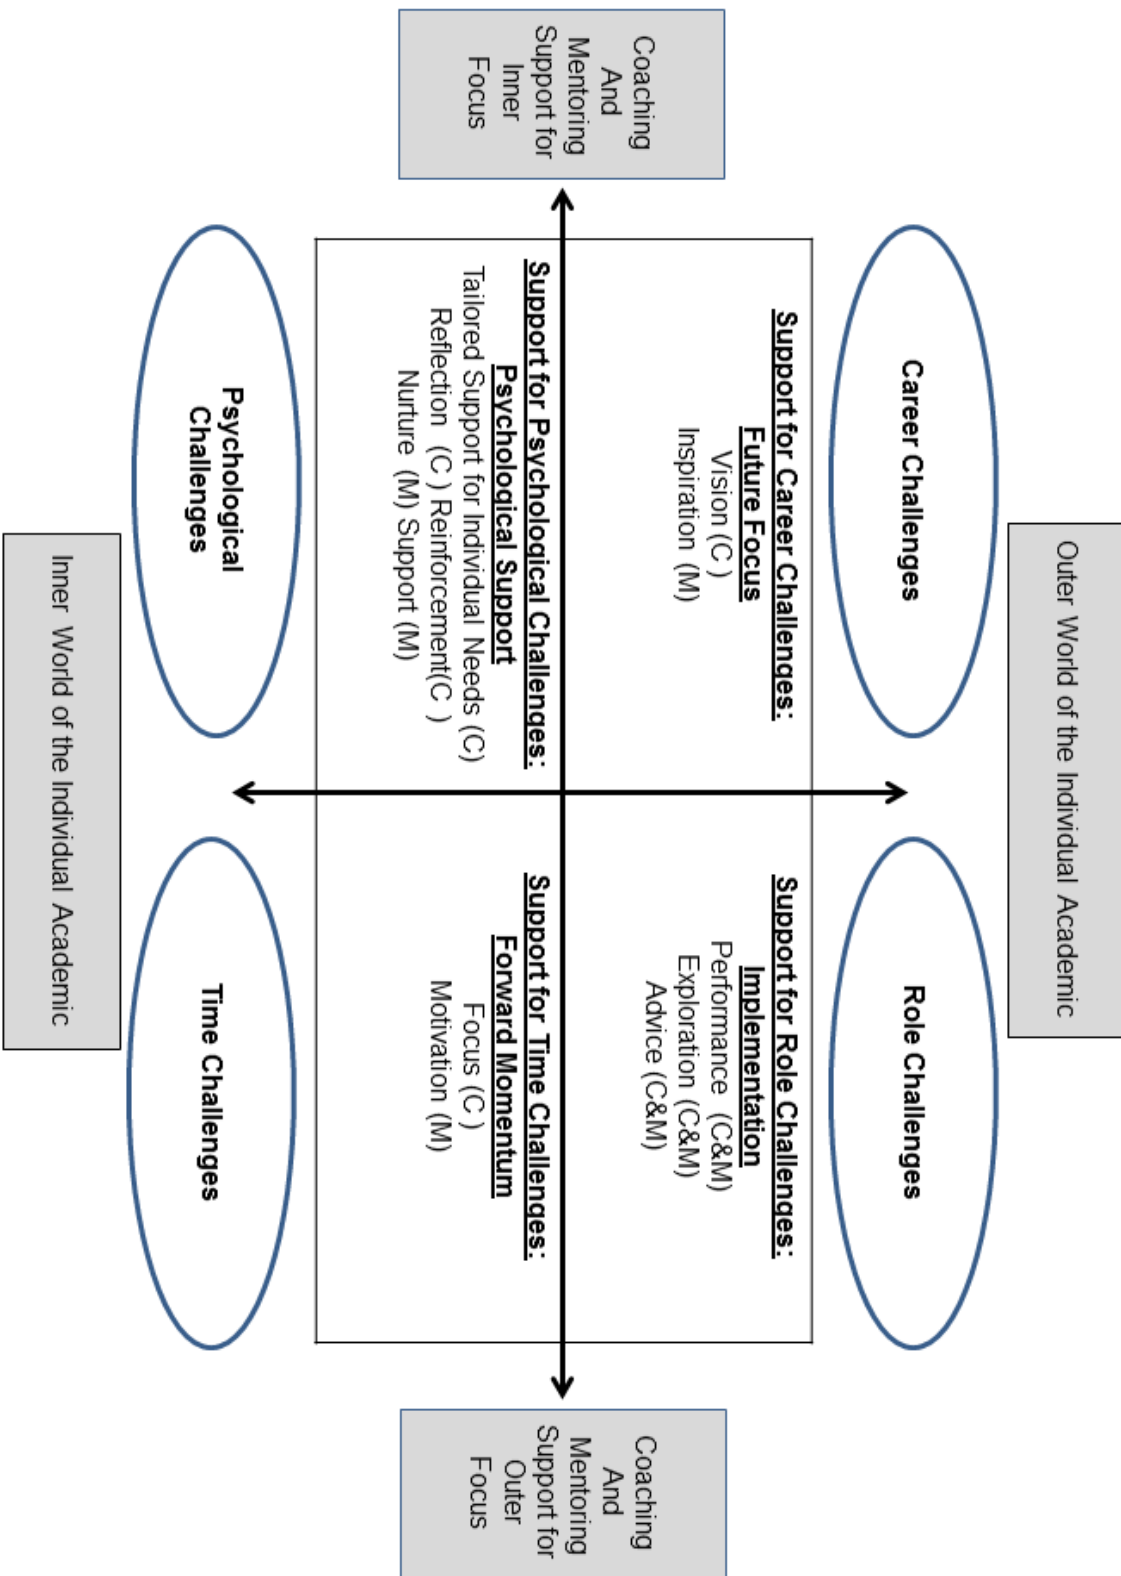 Outer World of the Individual Academic
Career Challenges
Role Challenges
Coaching
And
Mentoring
Support for
Inner
Focus
Support for Career Challenges:
Future Focus
Vision (C )
Inspiration (M)
Support for Role Challenges:
Implementation
Performance (C&M)
Exploration (C&M)
Advice (C&M)
Coaching
And
Mentoring
Support for
Outer
Focus
Support for Psychological Challenges:
Psychological Support
Tailored Support for Individual Needs (C)
Reflection (C ) Reinforcement(C )
Nurture (M) Support (M)
Support for Time Challenges:
Forward Momentum
Focus (C )
Motivation (M)
Psychological
Challenges
Time Challenges
Inner World of the Individual Academic